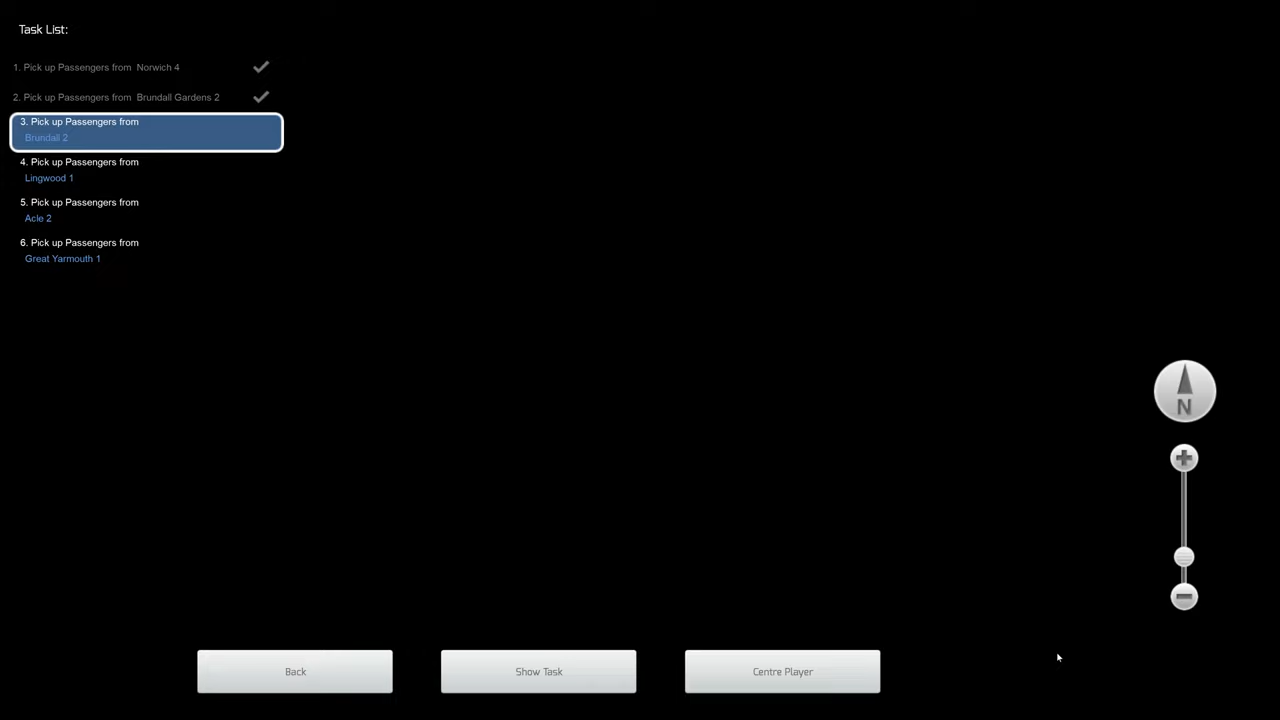 Task List:
1. Pick up Passengers from Norwich 4
2. Pick up Passengers from Brundall Gardens 2
3. Pick up Passengers from
Brundall 2
4. Pick up Passengers from
Lingwood 1
5. Pick up Passengers from
Acle 2
6. Pick up Passengers from
Great Yarmouth 1
N
Back
Show Task
Centre Player